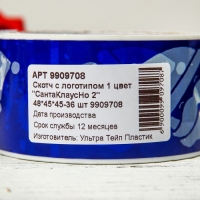 АРТ 9909708
Скотч с логотипом 1 цвет
"СантаКлаусНо 2"
48*45*45-36 шт 9909708
Дата производства
Срок службы 12 месяцев
Изготовитель: Ультра Тейп Пластик